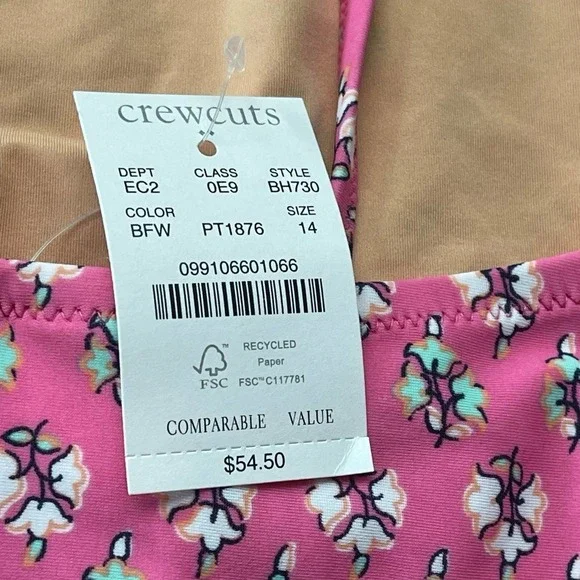 crewcuts
DEPT CLASS STYLE
EC2 0E9 BH730
COLOR SIZE
BFW PT1876 14
099106601066
RECYCLED
Paper
FSC™ C117781
FSC
COMPARABLE VALUE
$54.50